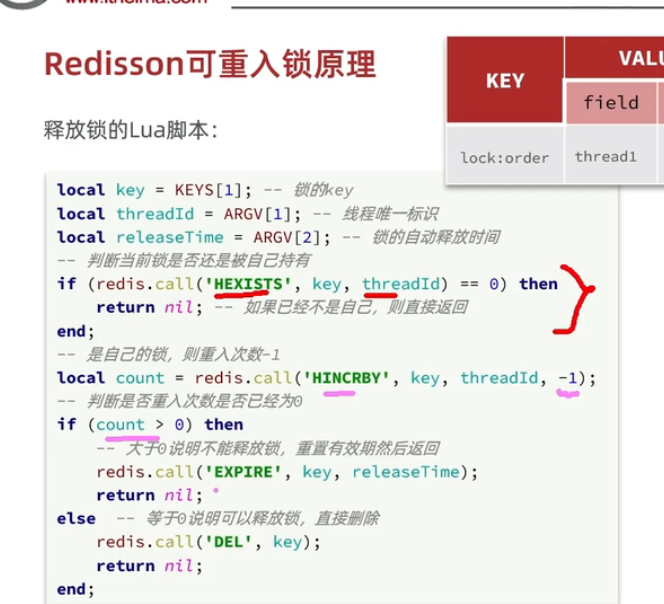 www.itheima.com
Redisson可重入锁原理
KEY
field
lock:order
thread1
释放锁的Lua脚本：
local key = KEYS[1]; -- 锁的key
local threadId = ARGV[1]; -- 线程唯一标识
local releaseTime = ARGV[2]; -- 锁的自动释放时间
-- 判断当前锁是否还是被自己持有
if (redis.call('HEXISTS', key, threadId) == 0) then
return nil; -- 如果已经不是自己，则直接返回
end;
-- 是自己的锁，则重入次数-1
local count = redis.call('HINCRBY', key, threadId, -1);
-- 判断是否重入次数是否已经为0
if (count > 0) then
-- 大于0说明不能释放锁，重置有效期然后返回
redis.call('EXPIRE', key, releaseTime);
return nil;
else -- 等于0说明可以释放锁，直接删除
redis.call('DEL', key);
return nil;
end;